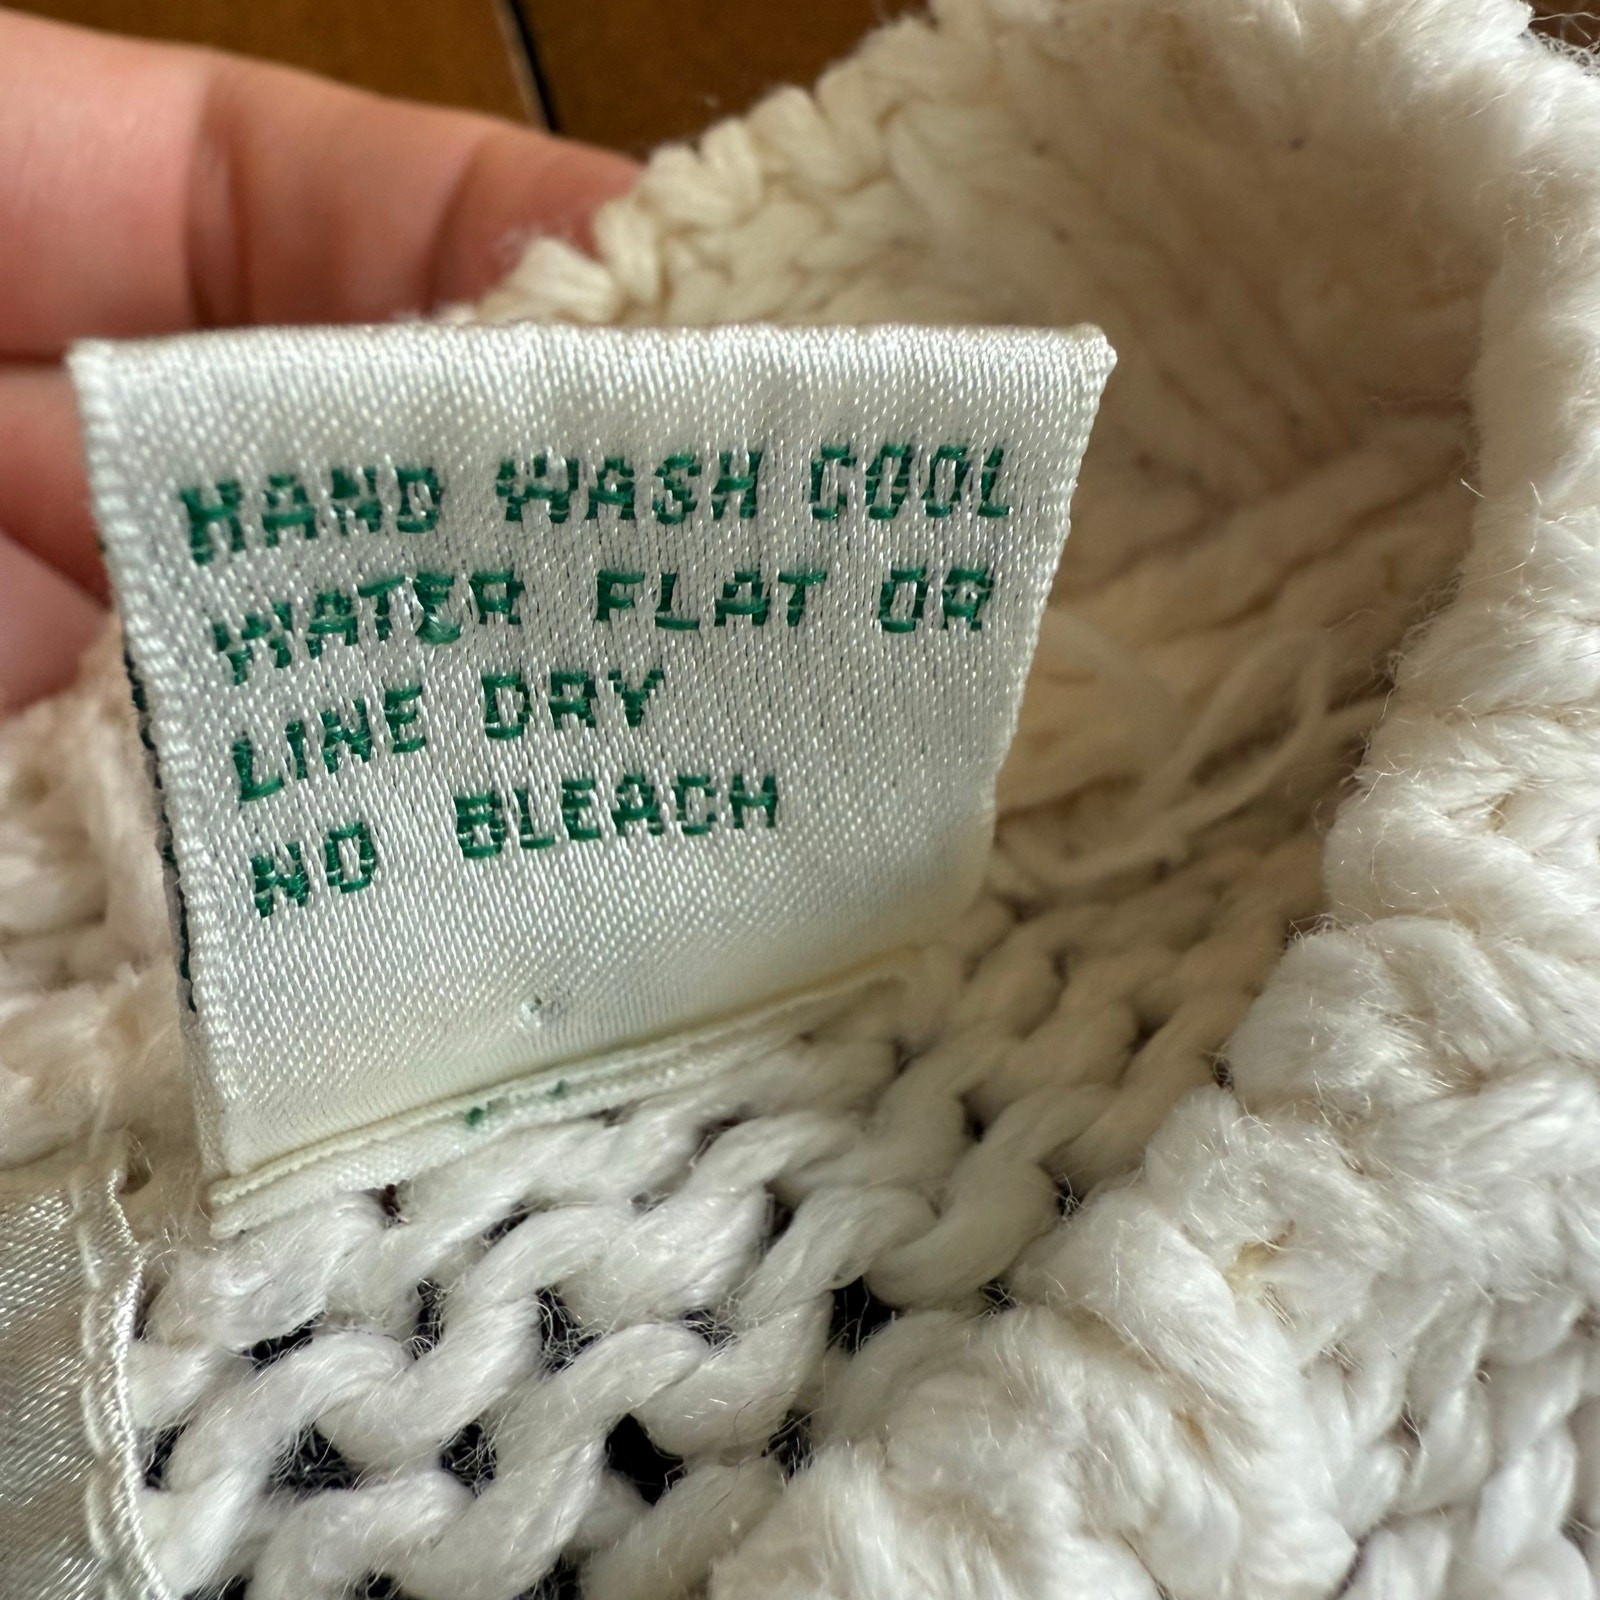 HAND WASH COOL
WATER FLAT OR
LINE DRY
NO BLEACH